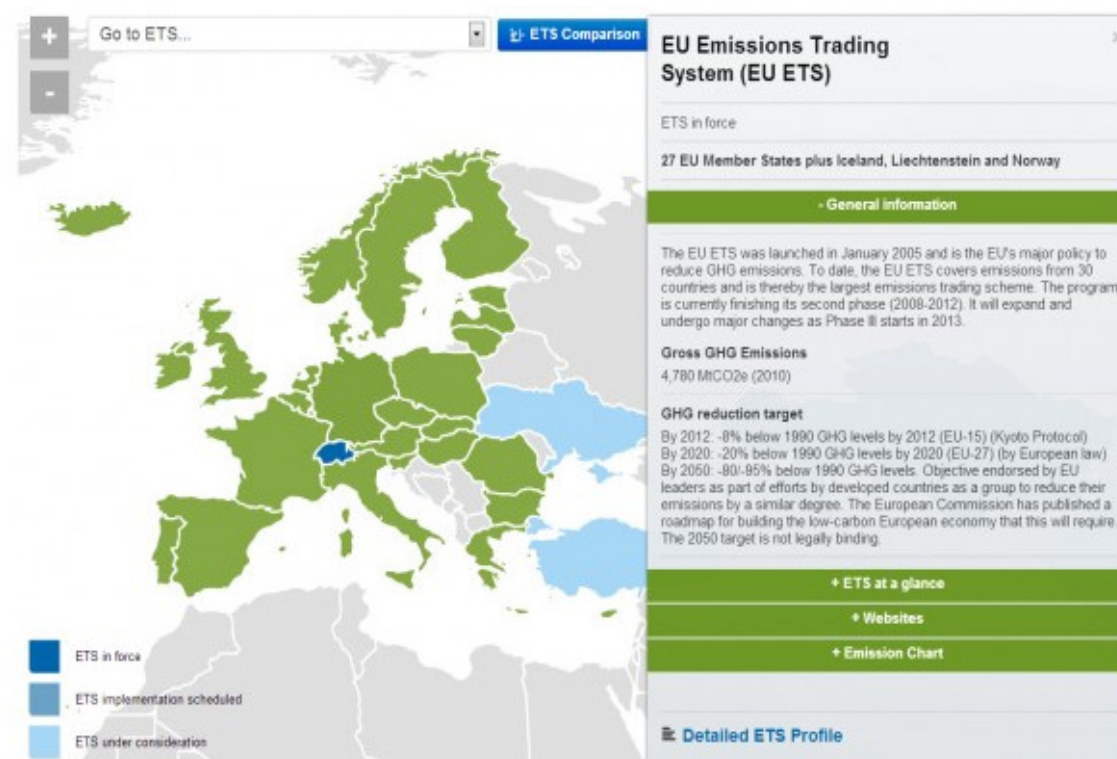 +
Go to ETS...
ETS Comparison
-
EU Emissions Trading
System (EU ETS)
ETS in force
27 EU Member States plus Iceland, Liechtenstein and Norway
- General information
The EU ETS was launched in January 2005 and is the EU's major policy to
reduce GHG emissions. To date, the EU ETS covers emissions from 30
countries and is thereby the largest emissions trading scheme. The program
is currently finishing its second phase (2008-2012). It will expand and
undergo major changes as Phase III starts in 2013.
Gross GHG Emissions
4,780 MtCO2e (2010)
GHG reduction target
By 2012: -8% below 1990 GHG levels by 2012 (EU-15) (Kyoto Protocol)
By 2020: -20% below 1990 GHG levels by 2020 (EU-27) (by European law)
By 2050: -80/-95% below 1990 GHG levels. Objective endorsed by EU
leaders as part of efforts by developed countries as a group to reduce their
emissions by a similar degree. The European Commission has published a
roadmap for building the low-carbon European economy that this will require.
The 2050 target is not legally binding.
+ ETS at a glance
+ Websites
+ Emission Chart
Detailed ETS Profile
ETS in force
ETS implementation scheduled
ETS under consideration